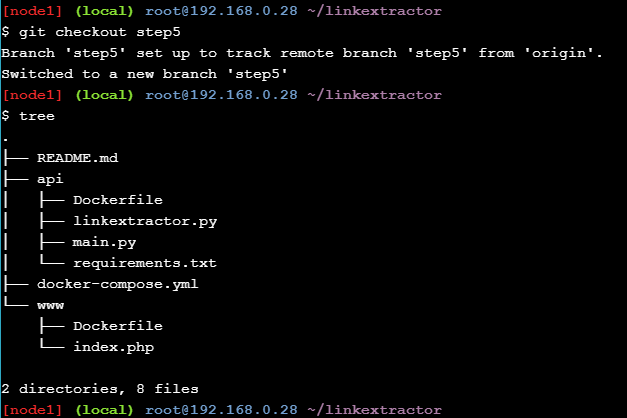 [node1] (local) root@192.168.0.28 ~/linkextractor
$ git checkout step5
Branch 'step5' set up to track remote branch 'step5' from 'origin'.
Switched to a new branch 'step5'
[node1] (local) root@192.168.0.28 ~/linkextractor
$ tree
.
├── README.md
├── api
│   ├── Dockerfile
│   ├── linkextractor.py
│   ├── main.py
│   └── requirements.txt
├── docker-compose.yml
└── www
    ├── Dockerfile
    └── index.php

2 directories, 8 files
[node1] (local) root@192.168.0.28 ~/linkextractor